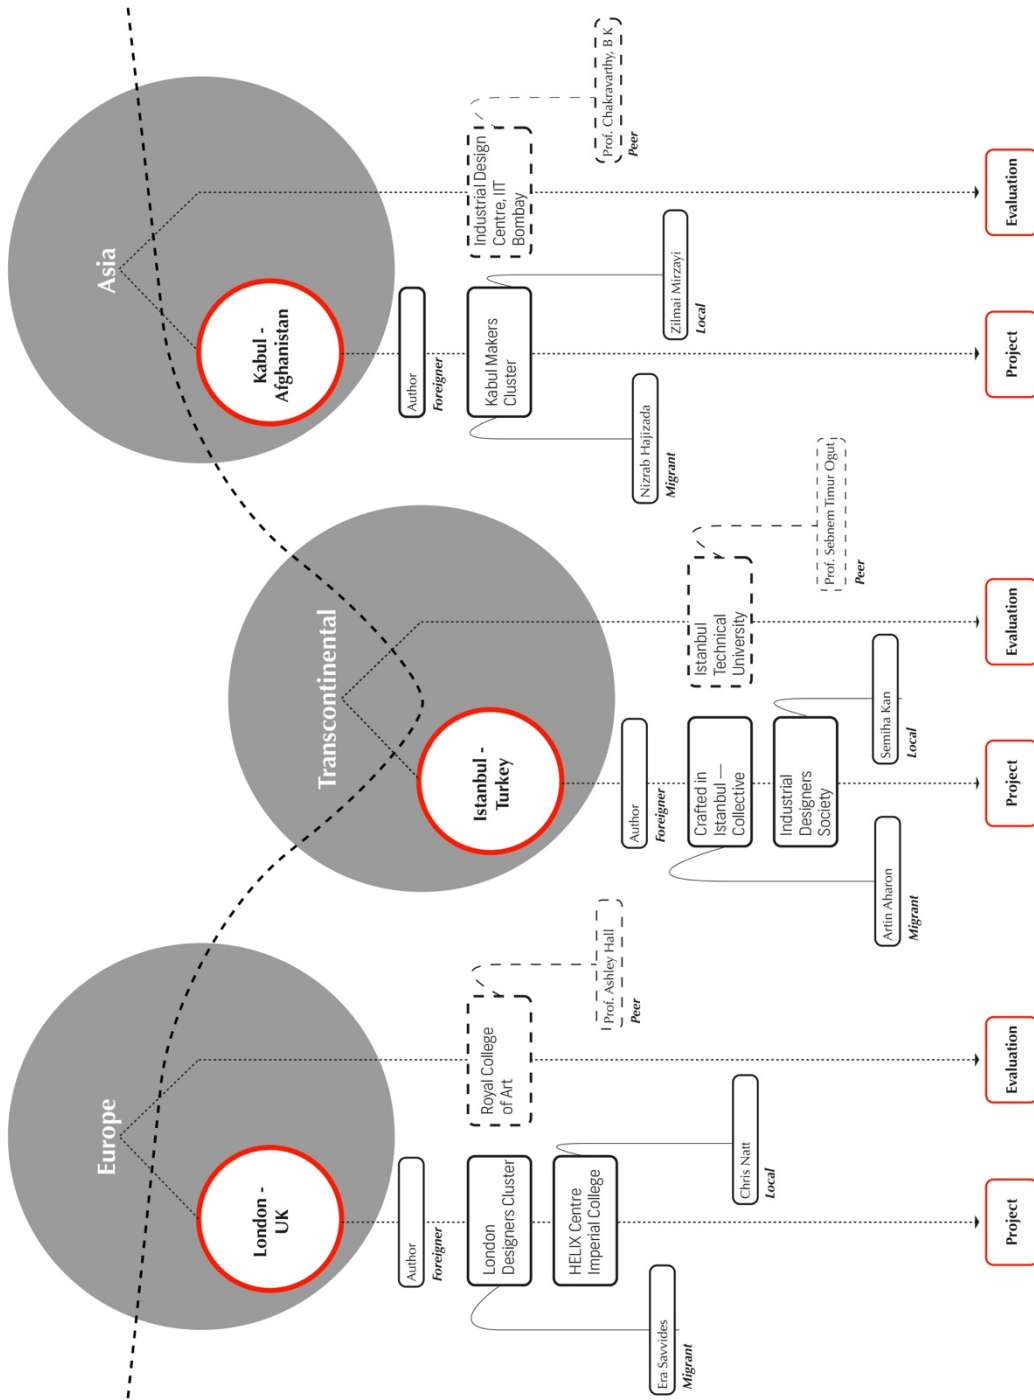 Europe
London -
UK
Author
Foreigner
London
Designers Cluster
HELIX Centre
Imperial College
Era Savvides
Migrant
Chris Natt
Local
Project
Royal College
of Art
Prof. Ashley Hall
Peer
Evaluation
Transcontinental
Istanbul -
Turkey
Author
Foreigner
Crafted in
Istanbul —
Collective
Industrial
Designers
Society
Artin Aharon
Migrant
Semiha Kan
Local
Project
Istanbul
Technical
University
Prof. Sebnem Timur Ogut
Peer
Evaluation
Asia
Kabul -
Afghanistan
Author
Foreigner
Kabul Makers
Cluster
Nizrab Hajizada
Migrant
Zilmai Mirzayi
Local
Project
Industrial Design
Centre, IIT
Bombay
Prof. Chakravarthy, B K
Peer
Evaluation